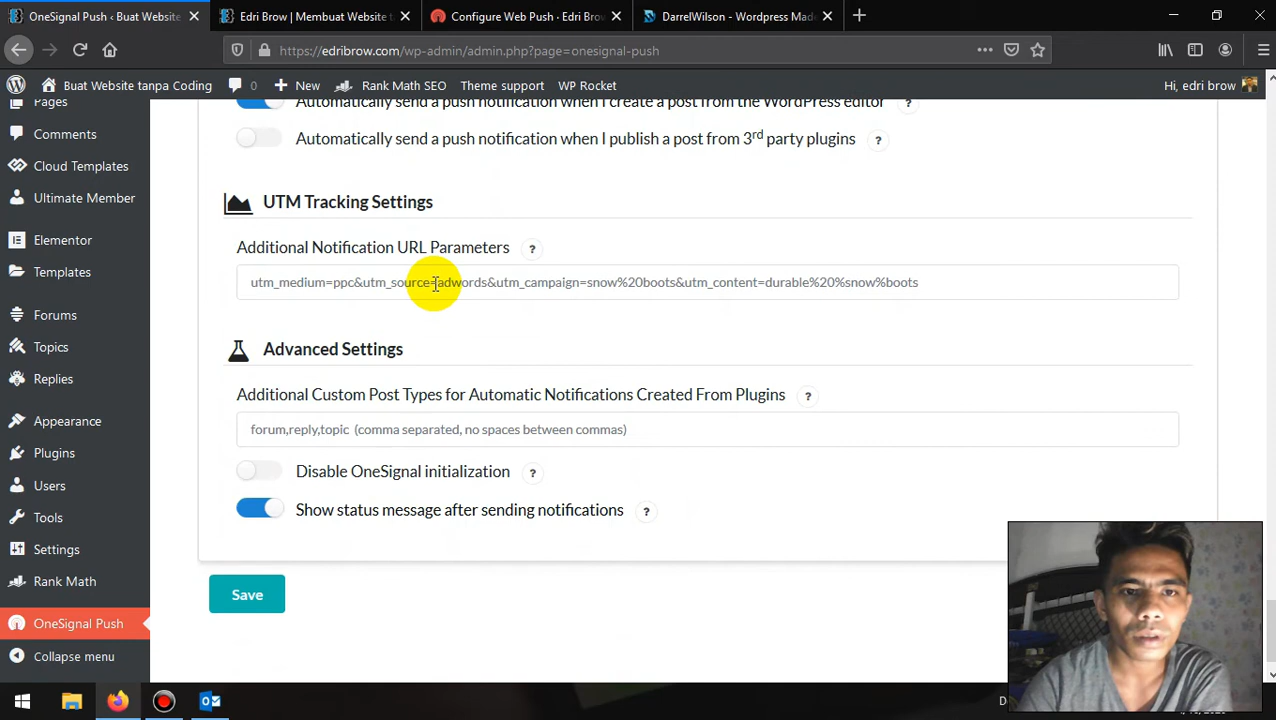 OneSignal Push ‹ Buat Website
Edri Brow | Membuat Website t
Configure Web Push · Edri Brow
DarrelWilson - Wordpress Made
https://edribrow.com/wp-admin/admin.php?page=onesignal-push
Buat Website tanpa Coding
0
New
Rank Math SEO
Theme support
WP Rocket
Hi, edri brow
Pages
Comments
Cloud Templates
Ultimate Member
Elementor
Templates
Forums
Topics
Replies
Appearance
Plugins
Users
Tools
Settings
Rank Math
OneSignal Push
Collapse menu
Automatically send a push notification when I create a post from the WordPress editor ?
Automatically send a push notification when I publish a post from 3rd party plugins ?
UTM Tracking Settings
Additional Notification URL Parameters ?
utm_medium=ppc&utm_source=adwords&utm_campaign=snow%20boots&utm_content=durable%20%snow%boots
Advanced Settings
Additional Custom Post Types for Automatic Notifications Created From Plugins ?
forum,reply,topic (comma separated, no spaces between commas)
Disable OneSignal initialization ?
Show status message after sending notifications ?
Save